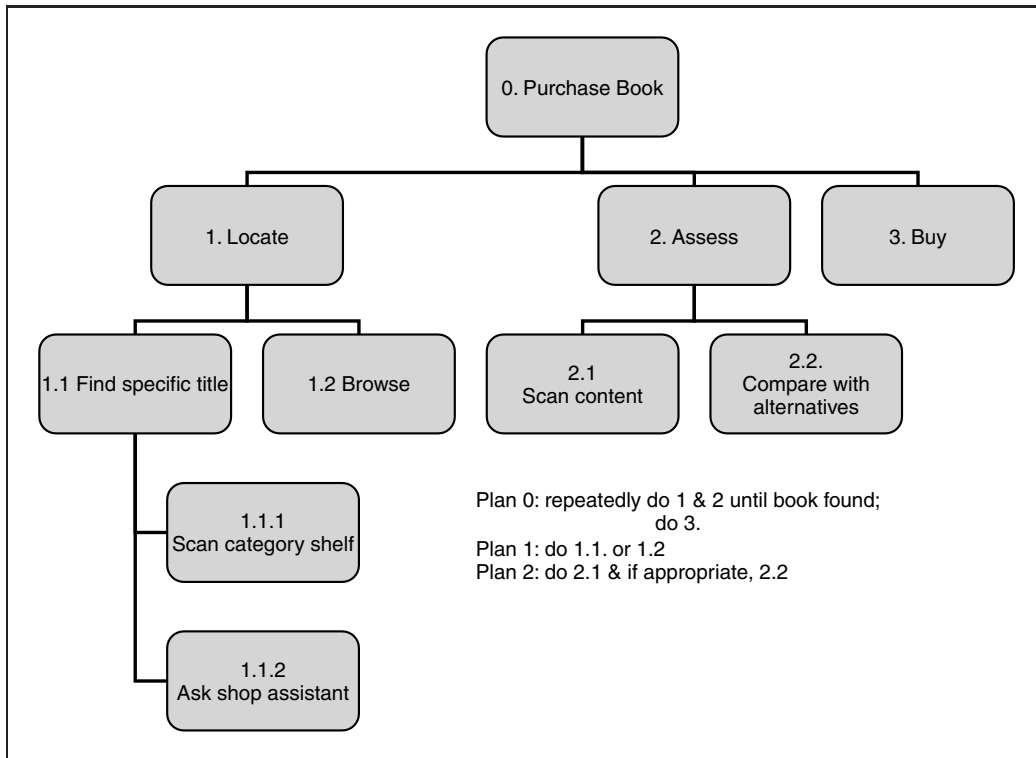 0. Purchase Book
1. Locate
2. Assess
3. Buy
1.1 Find specific title
1.2 Browse
2.1
Scan content
2.2.
Compare with
alternatives
1.1.1
Scan category shelf
1.1.2
Ask shop assistant
Plan 0: repeatedly do 1 & 2 until book found;
do 3.
Plan 1: do 1.1. or 1.2
Plan 2: do 2.1 & if appropriate, 2.2